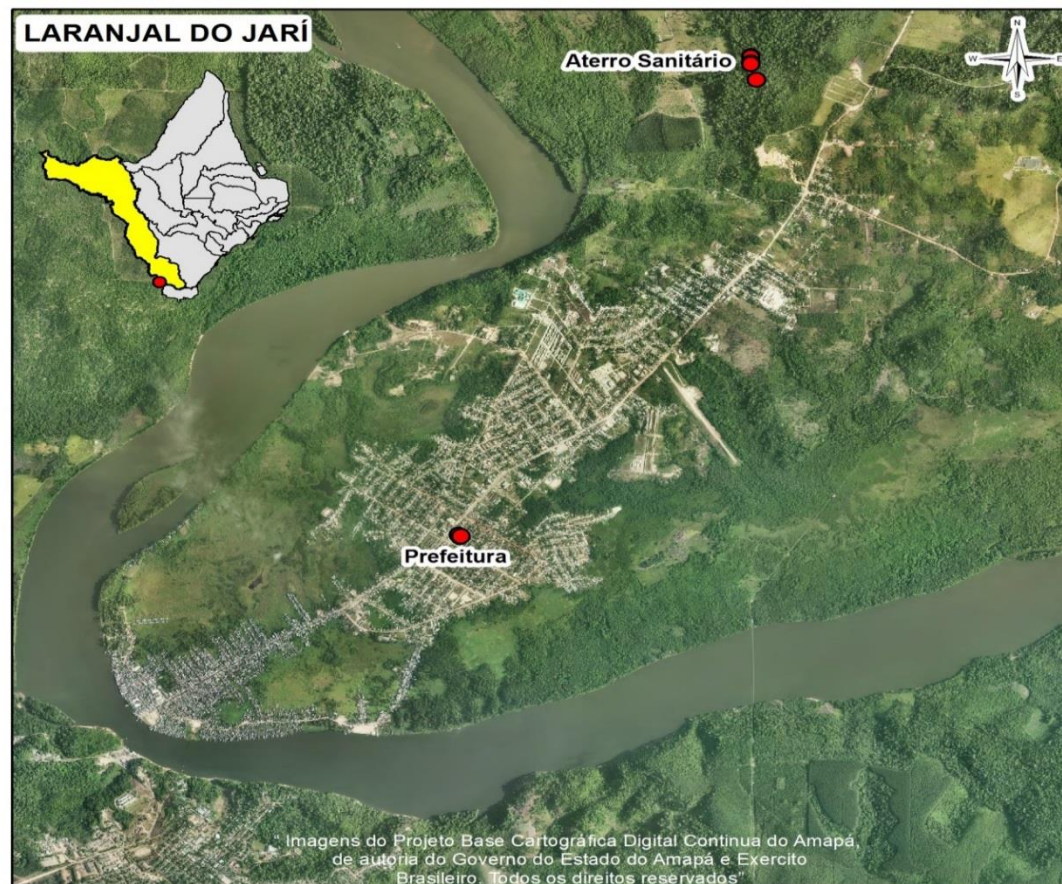 LARANJAL DO JARÍ
Aterro Sanitário
N
W E
S
Prefeitura
" Imagens do Projeto Base Cartográfica Digital Continua do Amapá,
de autoria do Governo do Estado do Amapá e Exercito
Brasileiro. Todos os direitos reservados"